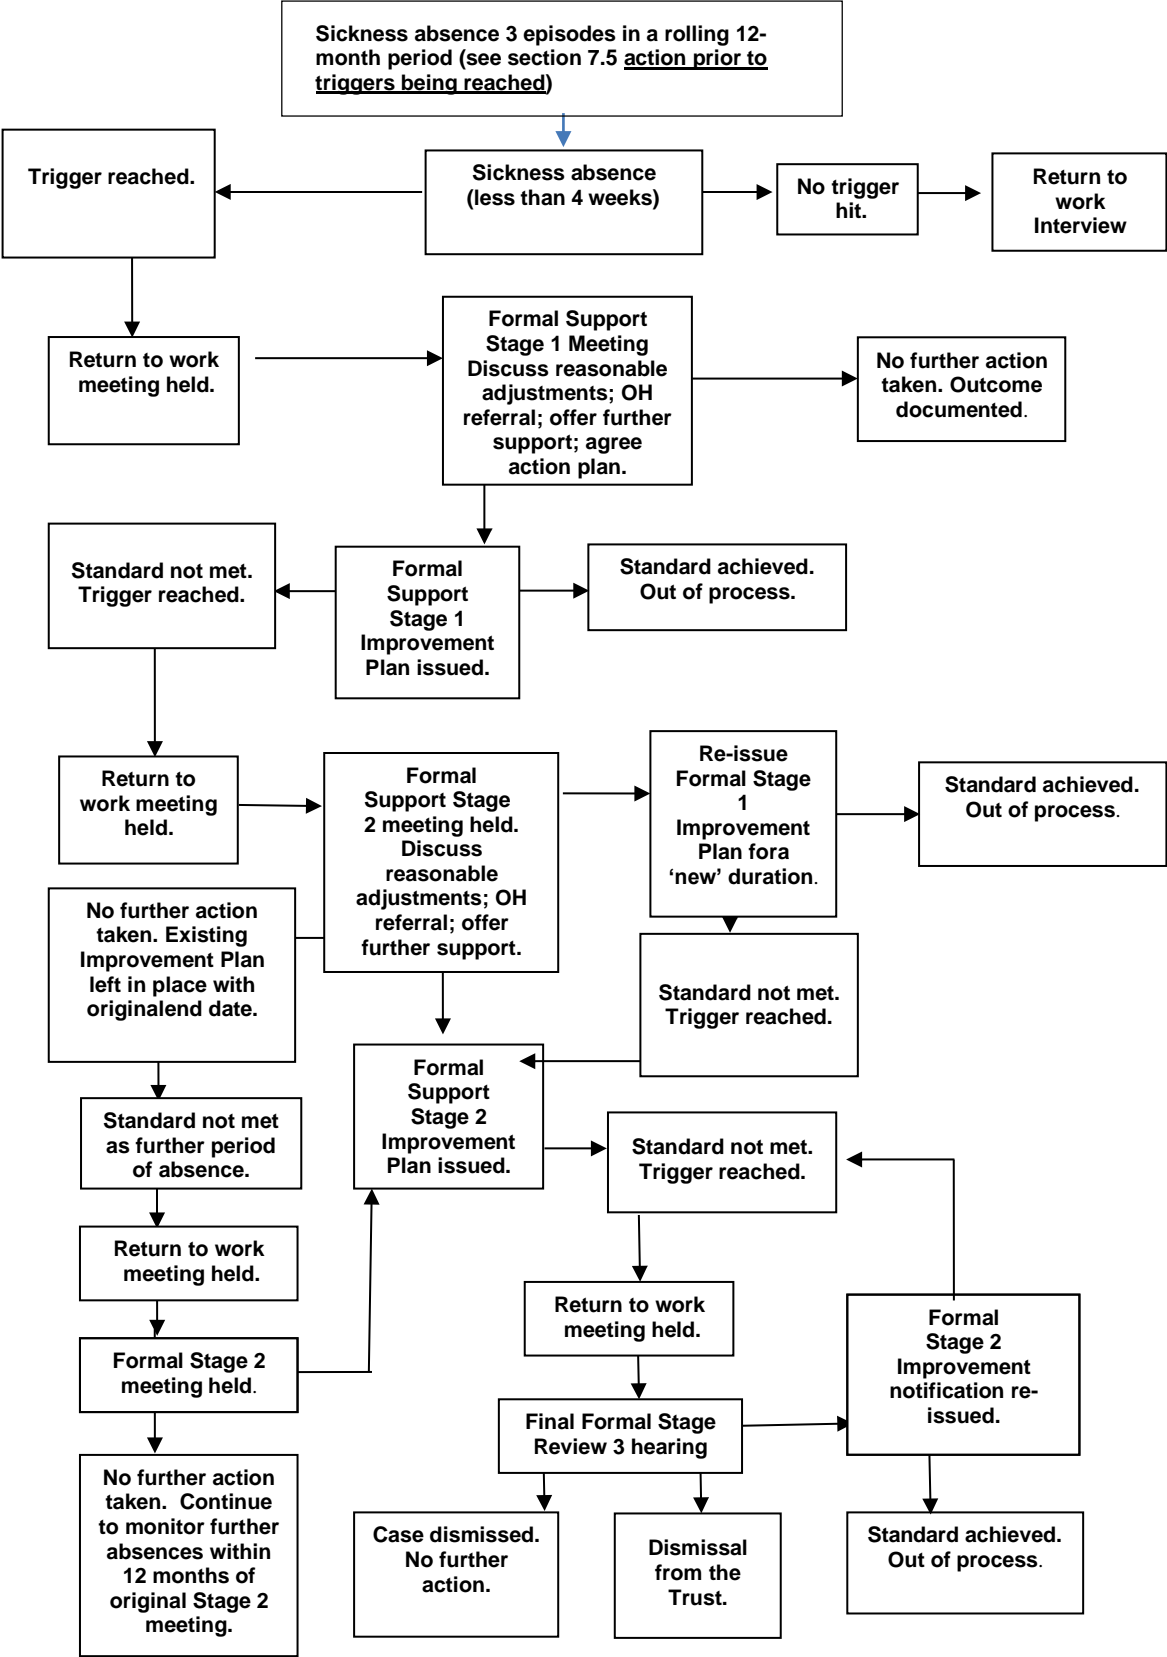 Sickness absence 3 episodes in a rolling 12-
month period (see section 7.5 action prior to
triggers being reached)
Trigger reached.
Sickness absence
(less than 4 weeks)
No trigger
hit.
Return to
work
Interview
Return to work
meeting held.
Formal Support
Stage 1 Meeting
Discuss reasonable
adjustments; OH
referral; offer further
support; agree
action plan.
No further action
taken. Outcome
documented.
Standard not met.
Trigger reached.
Formal
Support
Stage 1
Improvement
Plan issued.
Standard achieved.
Out of process.
Return to
work meeting
held.
Formal
Support Stage
2 meeting held.
Discuss
reasonable
adjustments; OH
referral; offer
further support.
Re-issue
Formal Stage
1
Improvement
Plan fora
‘new’ duration.
Standard achieved.
Out of process.
No further action
taken. Existing
Improvement Plan
left in place with
originalend date.
Standard not met.
Trigger reached.
Formal
Support
Stage 2
Improvement
Plan issued.
Standard not met
as further period
of absence.
Standard not met.
Trigger reached.
Return to work
meeting held.
Return to work
meeting held.
Formal
Stage 2
Improvement
notification re-
issued.
Formal Stage 2
meeting held.
Final Formal Stage
Review 3 hearing
No further action
taken. Continue
to monitor further
absences within
12 months of
original Stage 2
meeting.
Case dismissed.
No further
action.
Dismissal
from the
Trust.
Standard achieved.
Out of process.